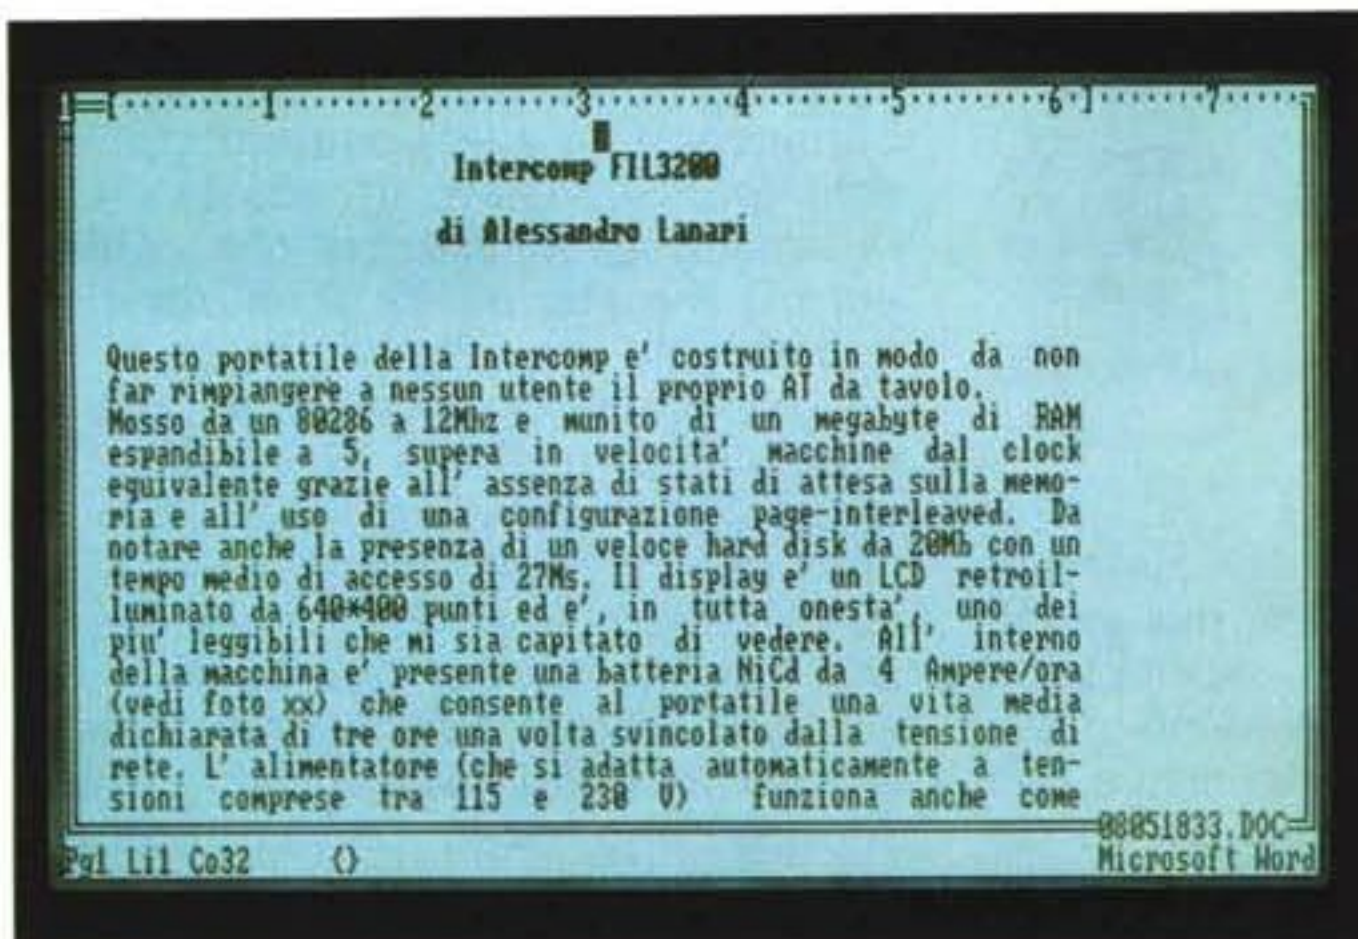 1=[.........1.........2.........3.........4.........5.........6.].......7.....
Intercomp FIL3200
di Alessandro Lanari
Questo portatile della Intercomp e' costruito in modo da non
far rimpiangere a nessun utente il proprio AT da tavolo.
Mosso da un 80286 a 12Mhz e munito di un megabyte di RAM
espandibile a 5, supera in velocita' macchine dal clock
equivalente grazie all' assenza di stati di attesa sulla memo-
ria e all' uso di una configurazione page-interleaved. Da
notare anche la presenza di un veloce hard disk da 20Mb con un
tempo medio di accesso di 27Ms. Il display e' un LCD retroil-
luminato da 640*400 punti ed e', in tutta onesta', uno dei
piu' leggibili che mi sia capitato di vedere. All' interno
della macchina e' presente una batteria NiCd da 4 Ampere/ora
(vedi foto xx) che consente al portatile una vita media
dichiarata di tre ore una volta svincolato dalla tensione di
rete. L' alimentatore (che si adatta automaticamente a ten-
sioni comprese tra 115 e 230 V) funziona anche come
08051833.DOC
Pg1 Li1 Co32 {} Microsoft Word